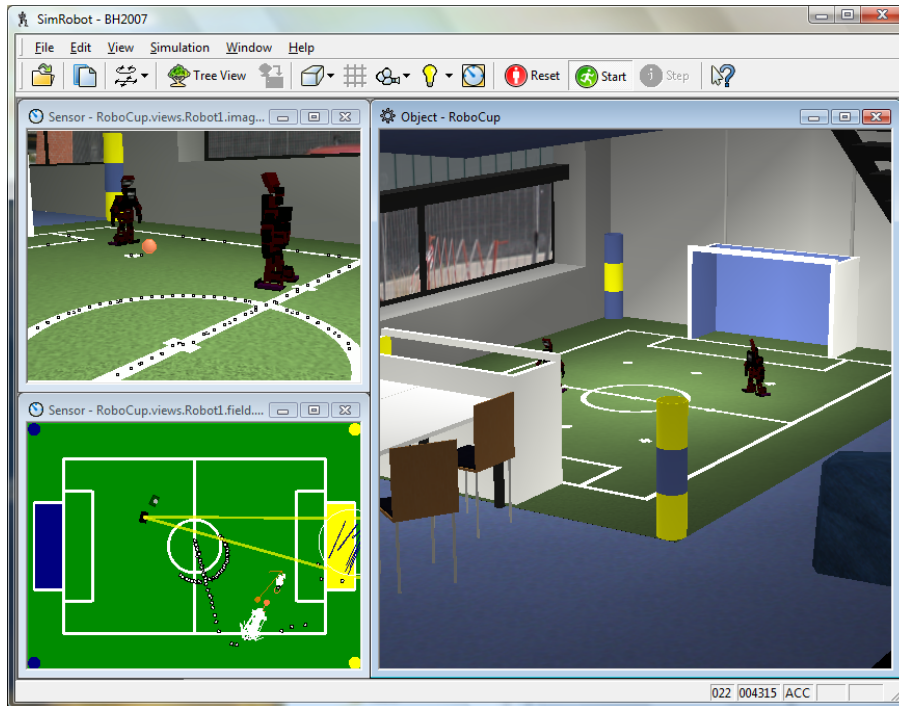 SimRobot - BH2007
File Edit View Simulation Window Help
Tree View Reset Start Step
Sensor - RoboCup.views.Robot1.imag...
Object - RoboCup
Sensor - RoboCup.views.Robot1.field....
022 004315 ACC